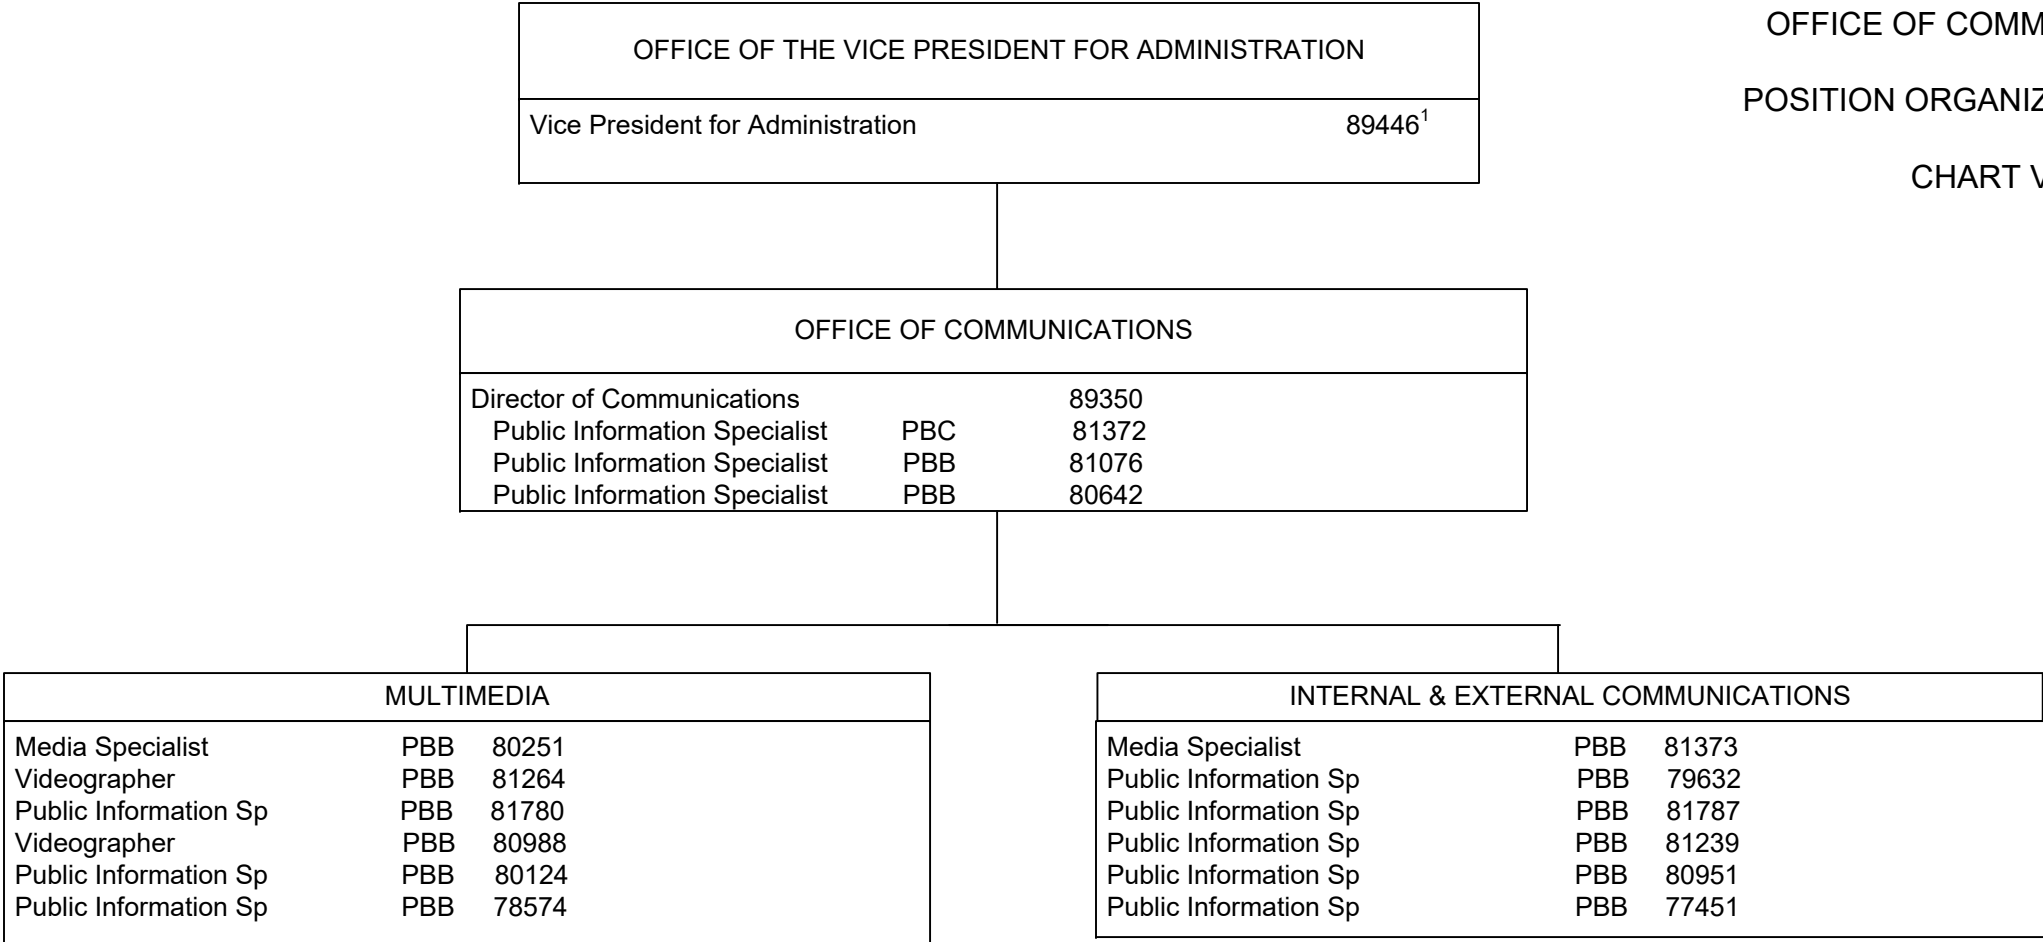 OFFICE OF COMM
POSITION ORGANIZ
CHART V
OFFICE OF THE VICE PRESIDENT FOR ADMINISTRATION
Vice President for Administration 89446¹
OFFICE OF COMMUNICATIONS
Director of Communications 89350
Public Information Specialist PBC 81372
Public Information Specialist PBB 81076
Public Information Specialist PBB 80642
MULTIMEDIA
Media Specialist PBB 80251
Videographer PBB 81264
Public Information Sp PBB 81780
Videographer PBB 80988
Public Information Sp PBB 80124
Public Information Sp PBB 78574
INTERNAL & EXTERNAL COMMUNICATIONS
Media Specialist PBB 81373
Public Information Sp PBB 79632
Public Information Sp PBB 81787
Public Information Sp PBB 81239
Public Information Sp PBB 80951
Public Information Sp PBB 77451